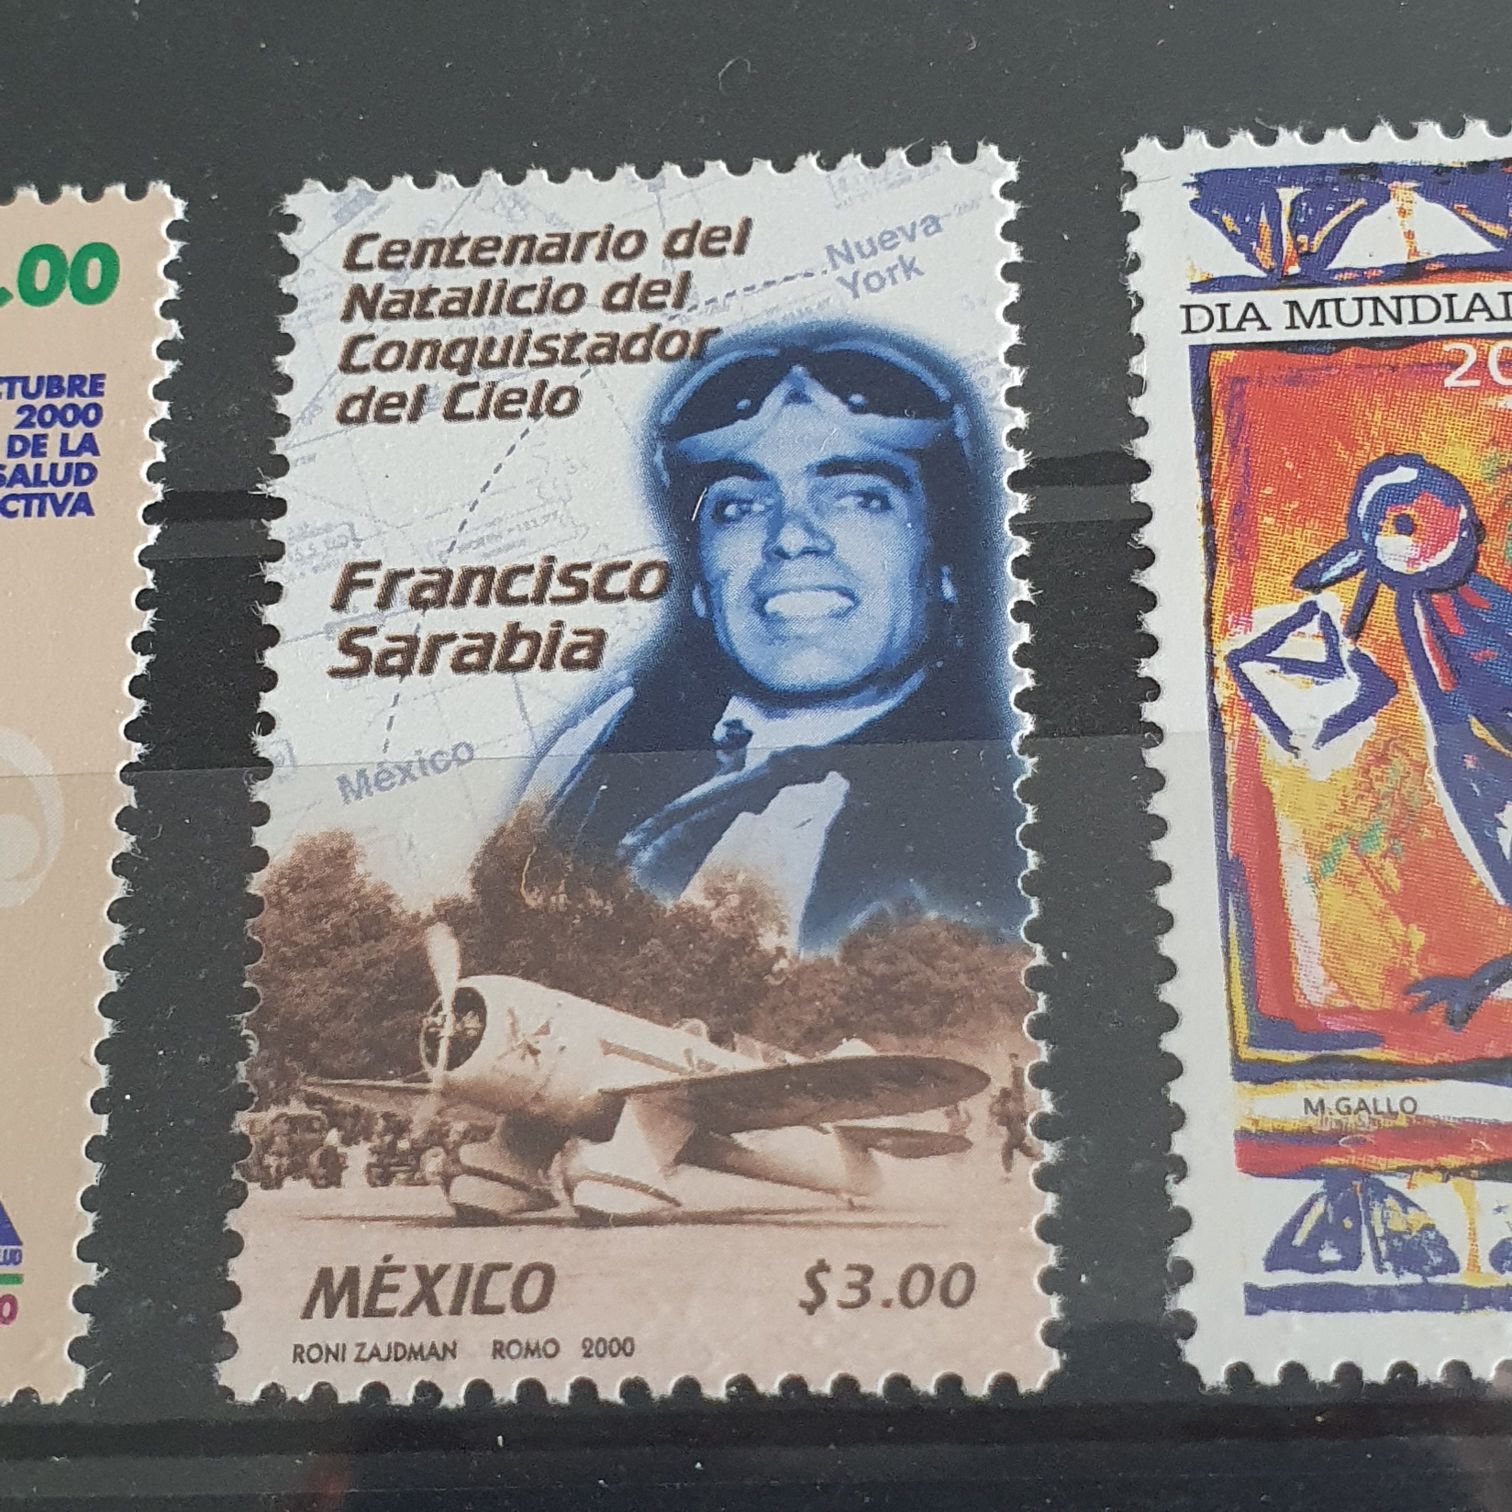 .00
CTUBRE
2000
DE LA
SALUD
CTIVA
Centenario del
Natalicio del
Conquistador
del Cielo
Nueva
York
Francisco
Sarabia
México
MÉXICO
$3.00
RONI ZAJDMAN ROMO 2000
DIA MUNDIAL
20
M.GALLO